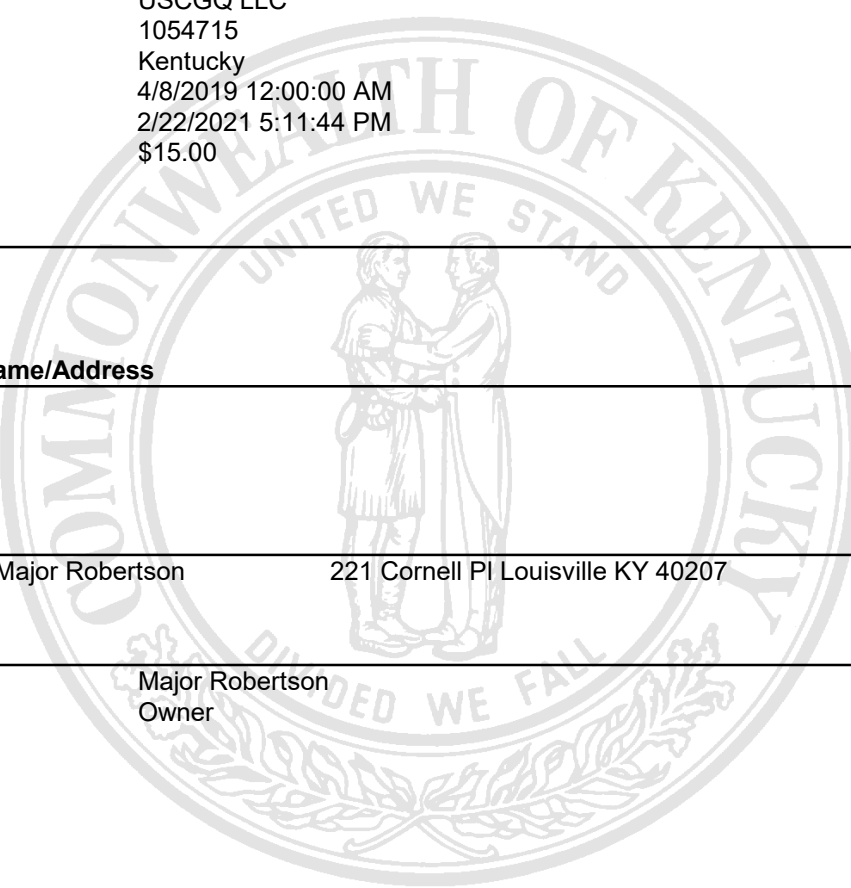 USCGQ LLC
1054715
Kentucky
4/8/2019 12:00:00 AM
2/22/2021 5:11:44 PM
$15.00
COMMONWEALTH OF KENTUCKY
UNITED WE STAND
ame/Address
Major Robertson 221 Cornell Pl Louisville KY 40207
DIVIDED WE FALL
Major Robertson
Owner